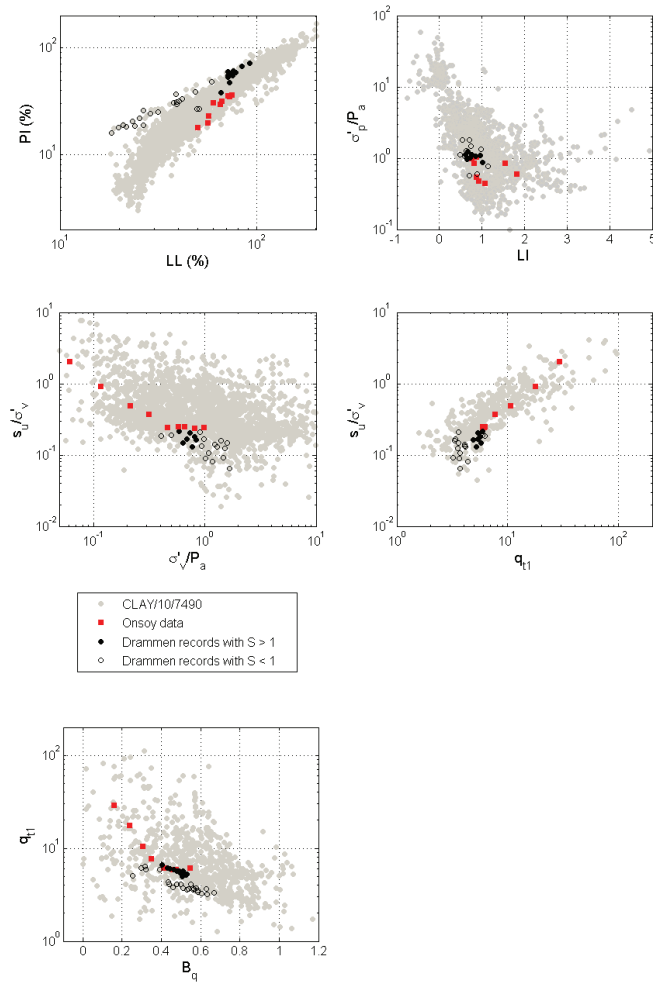 10²
10¹
PI (%)
10¹ 10²
LL (%)
10²
10¹
10⁰
10⁻¹
σ'ₚ/Pₐ
-1 0 1 2 3 4 5
LI
10¹
10⁰
10⁻¹
10⁻²
sᵤ/σ'ᵥ
10⁻¹ 10⁰ 10¹
σ'ᵥ/Pₐ
10¹
10⁰
10⁻¹
10⁻²
sᵤ/σ'ᵥ
10⁰ 10¹ 10²
qₜ₁
CLAY/10/7490
Onsoy data
Drammen records with S > 1
Drammen records with S < 1
10²
10¹
10⁰
qₜ₁
0 0.2 0.4 0.6 0.8 1 1.2
B_q